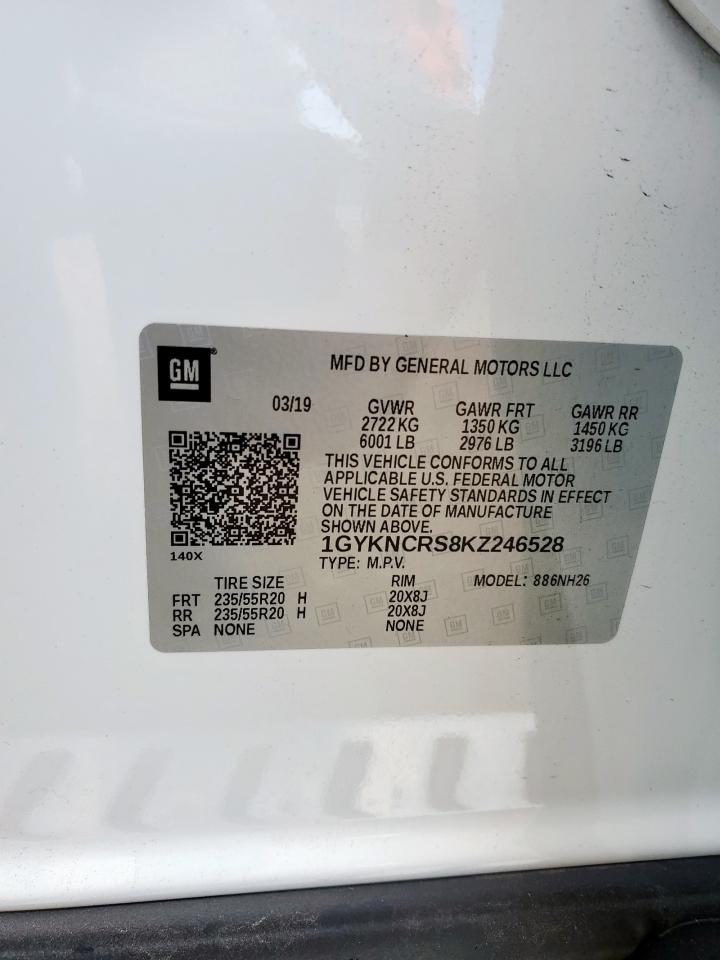 GM
MFD BY GENERAL MOTORS LLC
03/19 GVWR GAWR FRT GAWR RR
2722 KG 1350 KG 1450 KG
6001 LB 2976 LB 3196 LB
THIS VEHICLE CONFORMS TO ALL
APPLICABLE U.S. FEDERAL MOTOR
VEHICLE SAFETY STANDARDS IN EFFECT
ON THE DATE OF MANUFACTURE
SHOWN ABOVE.
1GYKNCRS8KZ246528
140X
TYPE: M.P.V.
TIRE SIZE RIM MODEL: 886NH26
FRT 235/55R20 H 20X8J
RR 235/55R20 H 20X8J
SPA NONE NONE